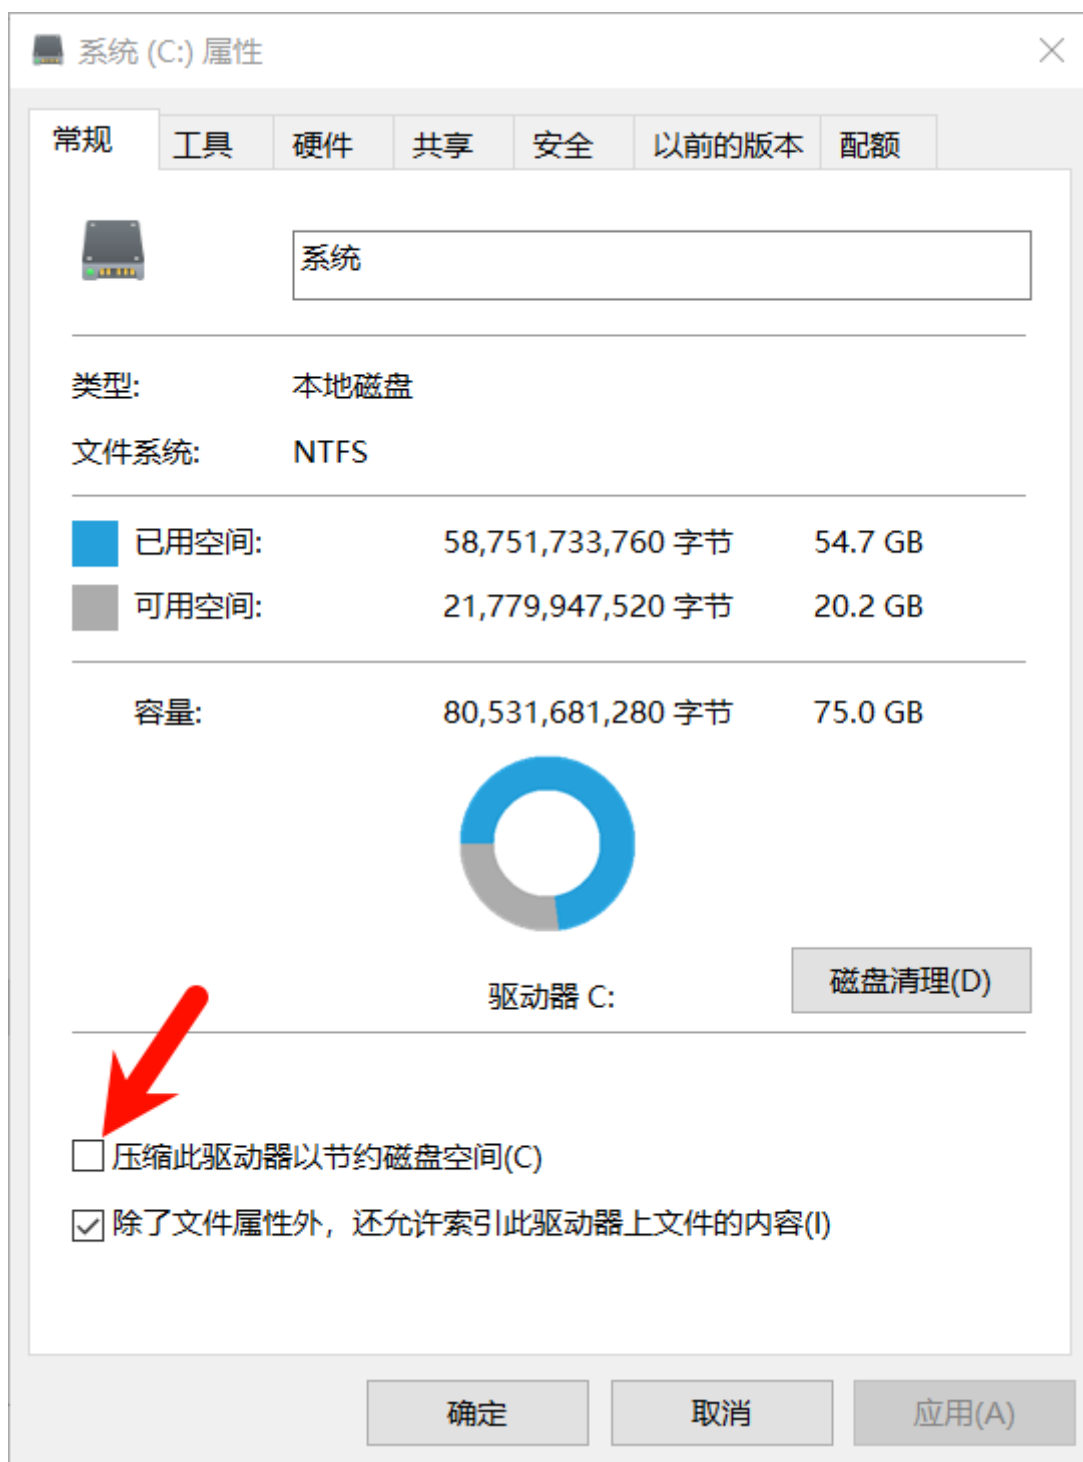 系统 (C:) 属性
常规 工具 硬件 共享 安全 以前的版本 配额
系统
类型: 本地磁盘
文件系统: NTFS
已用空间: 58,751,733,760 字节 54.7 GB
可用空间: 21,779,947,520 字节 20.2 GB
容量: 80,531,681,280 字节 75.0 GB
驱动器 C:
磁盘清理(D)
压缩此驱动器以节约磁盘空间(C)
除了文件属性外，还允许索引此驱动器上文件的内容(I)
确定 取消 应用(A)